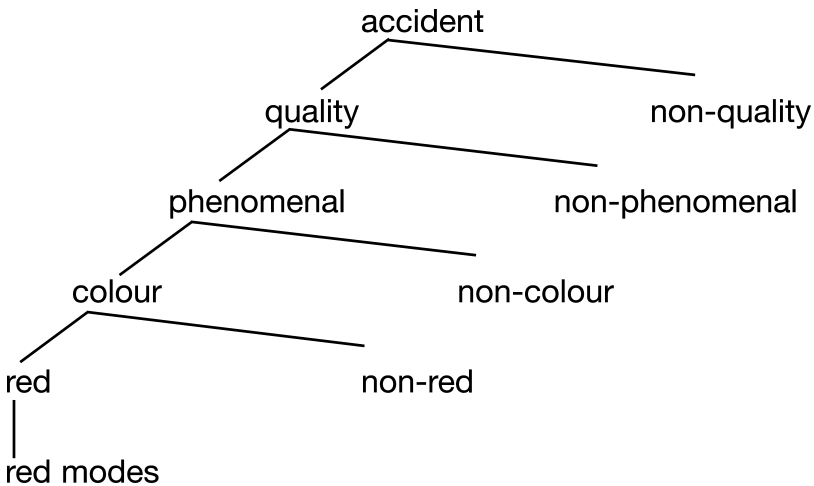 accident
quality
non-quality
phenomenal
non-phenomenal
colour
non-colour
red
non-red
red modes